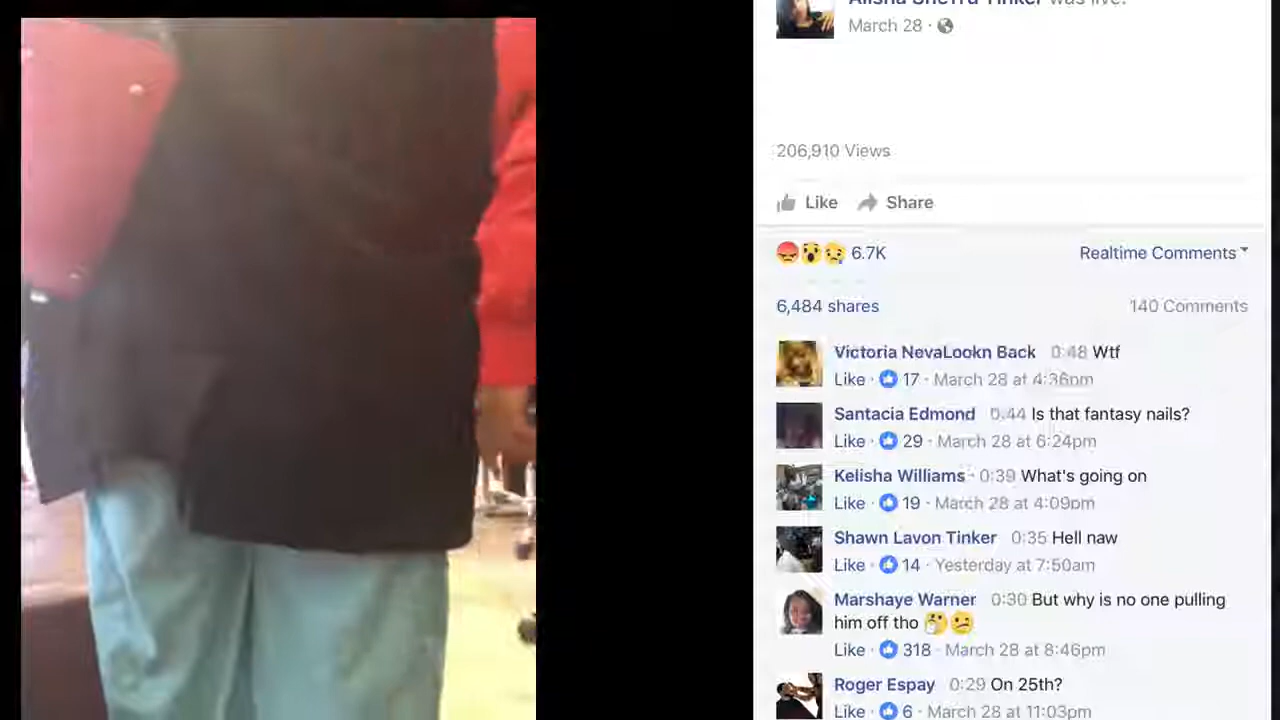 Alisha SheTru Tinker was live.
March 28 ·
206,910 Views
Like Share
6.7K Realtime Comments
6,484 shares 140 Comments
Victoria NevaLookn Back 0:48 Wtf
Like · 17 · March 28 at 4:36pm
Santacia Edmond 0:44 Is that fantasy nails?
Like · 29 · March 28 at 6:24pm
Kelisha Williams · 0:39 What's going on
Like · 19 · March 28 at 4:09pm
Shawn Lavon Tinker 0:35 Hell naw
Like · 14 · Yesterday at 7:50am
Marshaye Warner 0:30 But why is no one pulling
him off tho 🤔😕
Like · 318 · March 28 at 8:46pm
Roger Espay 0:29 On 25th?
Like · 6 · March 28 at 11:03pm